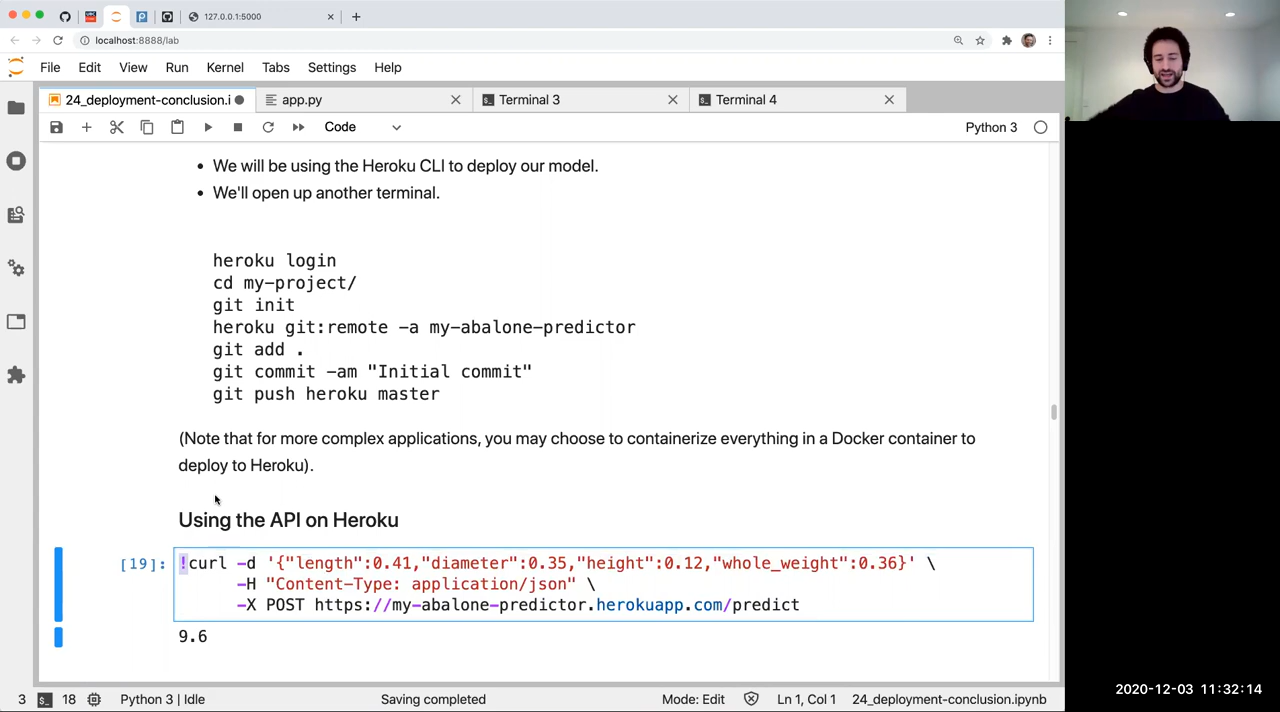 127.0.0.1:5000
localhost:8888/lab
File Edit View Run Kernel Tabs Settings Help
24_deployment-conclusion.i
app.py
Terminal 3
Terminal 4
Code
Python 3
• We will be using the Heroku CLI to deploy our model.
• We'll open up another terminal.
heroku login
cd my-project/
git init
heroku git:remote -a my-abalone-predictor
git add .
git commit -am "Initial commit"
git push heroku master
(Note that for more complex applications, you may choose to containerize everything in a Docker container to
deploy to Heroku).
Using the API on Heroku
[19]: !curl -d '{"length":0.41,"diameter":0.35,"height":0.12,"whole_weight":0.36}' \
-H "Content-Type: application/json" \
-X POST https://my-abalone-predictor.herokuapp.com/predict
9.6
3 18 Python 3 | Idle Saving completed Mode: Edit Ln 1, Col 1 24_deployment-conclusion.ipynb
2020-12-03 11:32:14